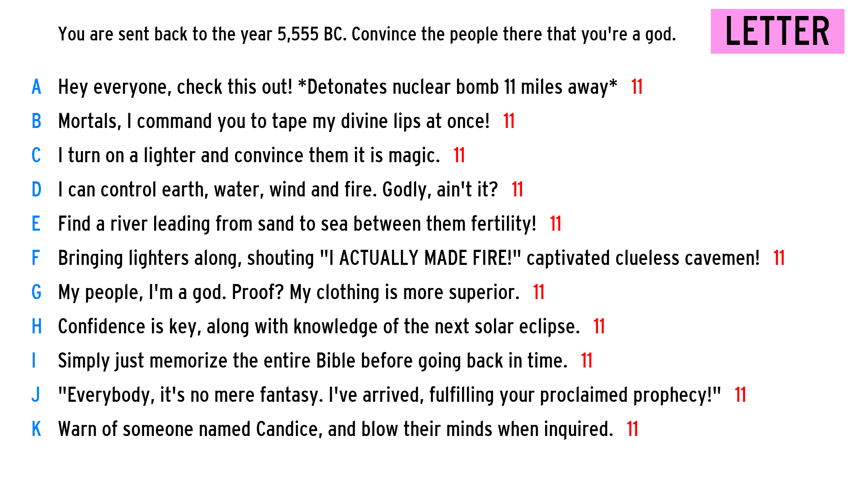 You are sent back to the year 5,555 BC. Convince the people there that you're a god.
LETTER
A Hey everyone, check this out! *Detonates nuclear bomb 11 miles away* 11
B Mortals, I command you to tape my divine lips at once! 11
C I turn on a lighter and convince them it is magic. 11
D I can control earth, water, wind and fire. Godly, ain't it? 11
E Find a river leading from sand to sea between them fertility! 11
F Bringing lighters along, shouting "I ACTUALLY MADE FIRE!" captivated clueless cavemen! 11
G My people, I'm a god. Proof? My clothing is more superior. 11
H Confidence is key, along with knowledge of the next solar eclipse. 11
I Simply just memorize the entire Bible before going back in time. 11
J "Everybody, it's no mere fantasy. I've arrived, fulfilling your proclaimed prophecy!" 11
K Warn of someone named Candice, and blow their minds when inquired. 11